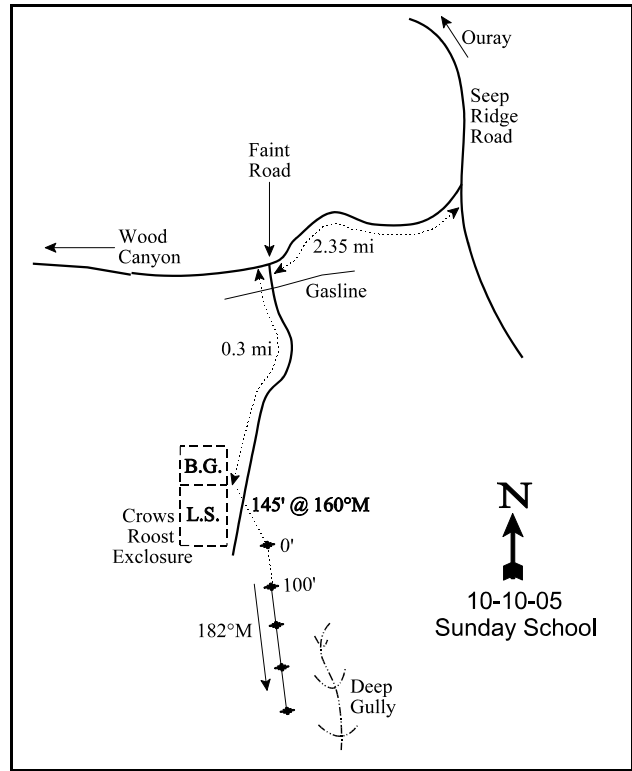 Ouray
Seep
Ridge
Road
Faint
Road
Wood
Canyon
2.35 mi
Gasline
0.3 mi
B.G.
L.S.
145' @ 160°M
Crows
Roost
Exclosure
0'
100'
182°M
Deep
Gully
N
10-10-05
Sunday School